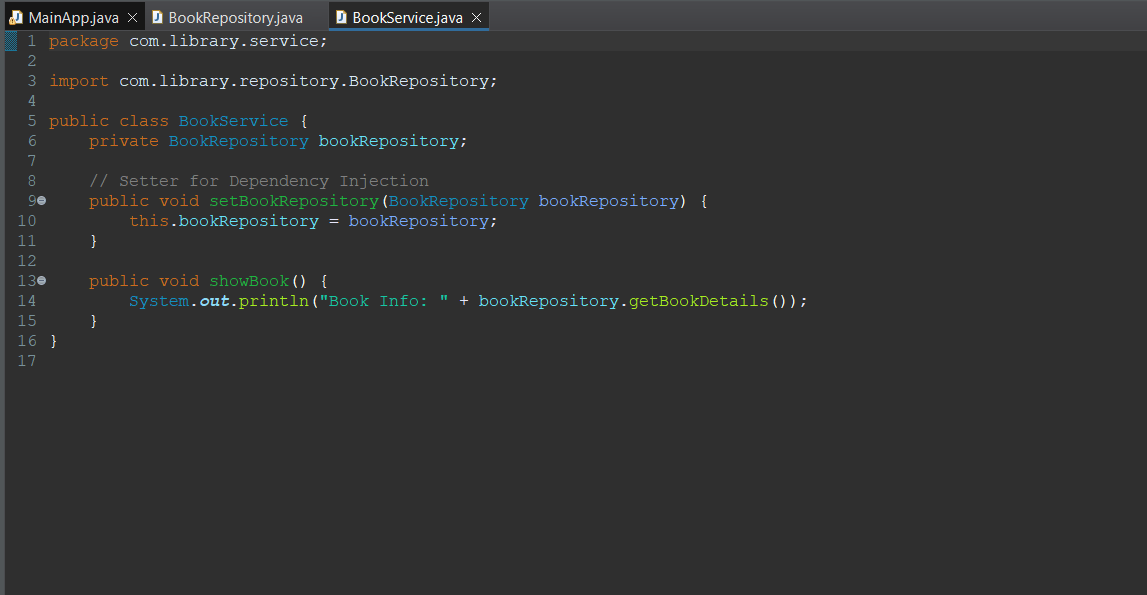 MainApp.java BookRepository.java BookService.java
1 package com.library.service;
2
3 import com.library.repository.BookRepository;
4
5 public class BookService {
6     private BookRepository bookRepository;
7
8     // Setter for Dependency Injection
9     public void setBookRepository(BookRepository bookRepository) {
10         this.bookRepository = bookRepository;
11     }
12
13     public void showBook() {
14         System.out.println("Book Info: " + bookRepository.getBookDetails());
15     }
16 }
17